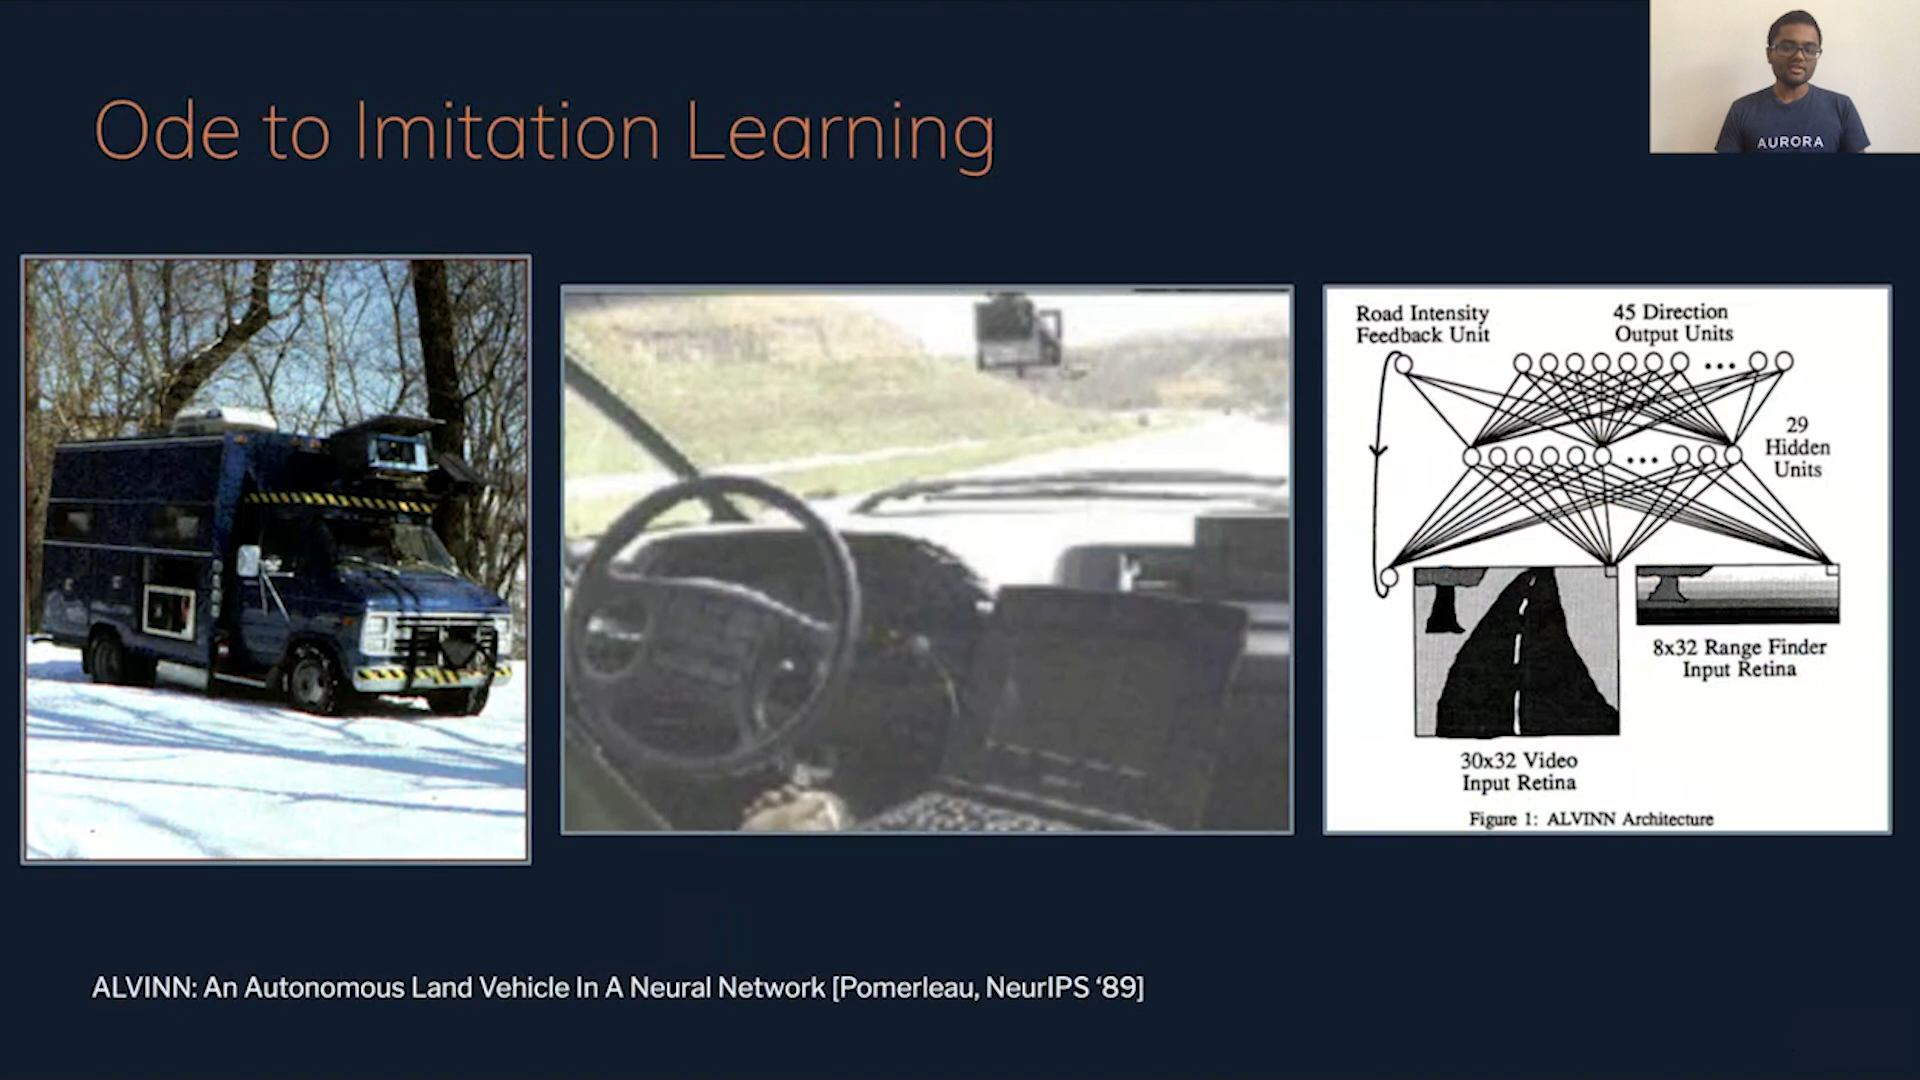 Ode to Imitation Learning
AURORA
Road Intensity
Feedback Unit
45 Direction
Output Units
29
Hidden
Units
8x32 Range Finder
Input Retina
30x32 Video
Input Retina
Figure 1: ALVINN Architecture
ALVINN: An Autonomous Land Vehicle In A Neural Network [Pomerleau, NeurIPS ‘89]